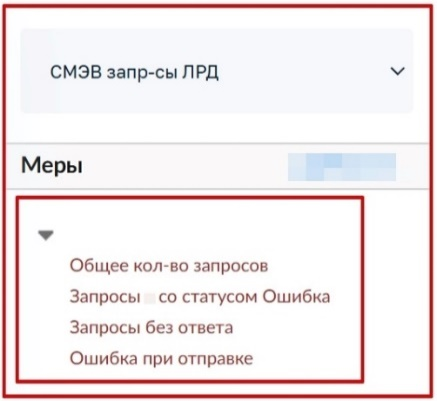 СМЭВ запр-сы ЛРД
Меры
Общее кол-во запросов
Запросы со статусом Ошибка
Запросы без ответа
Ошибка при отправке